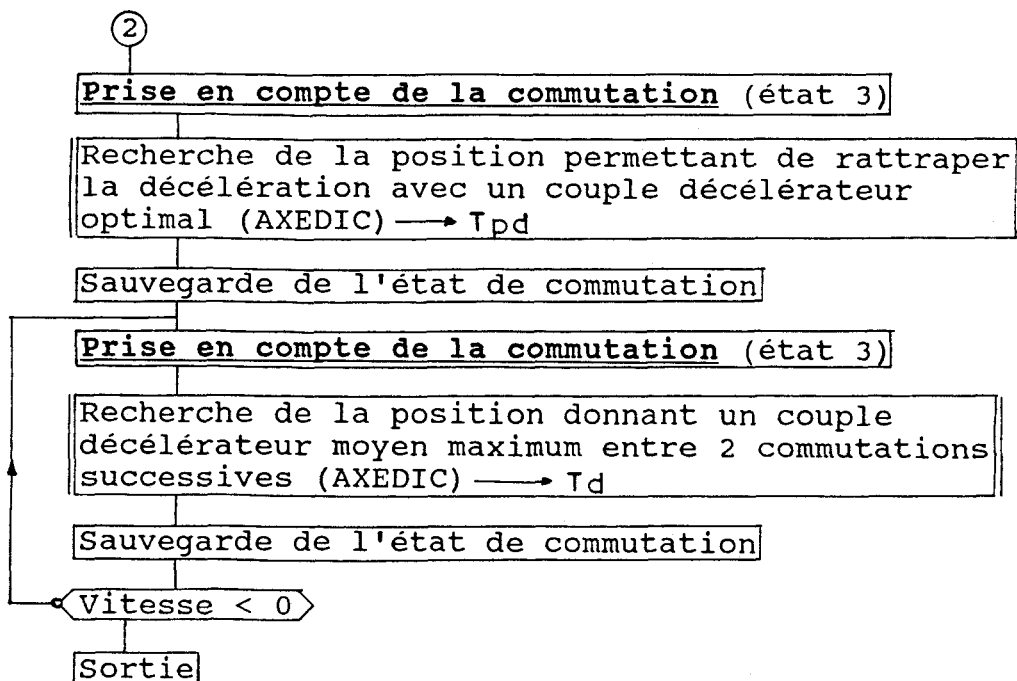 2
Prise en compte de la commutation (état 3)
Recherche de la position permettant de rattraper
la décélération avec un couple décélérateur
optimal (AXEDIC) → Tpd
Sauvegarde de l'état de commutation
Prise en compte de la commutation (état 3)
Recherche de la position donnant un couple
décélérateur moyen maximum entre 2 commutations
successives (AXEDIC) → Td
Sauvegarde de l'état de commutation
Vitesse < 0
Sortie